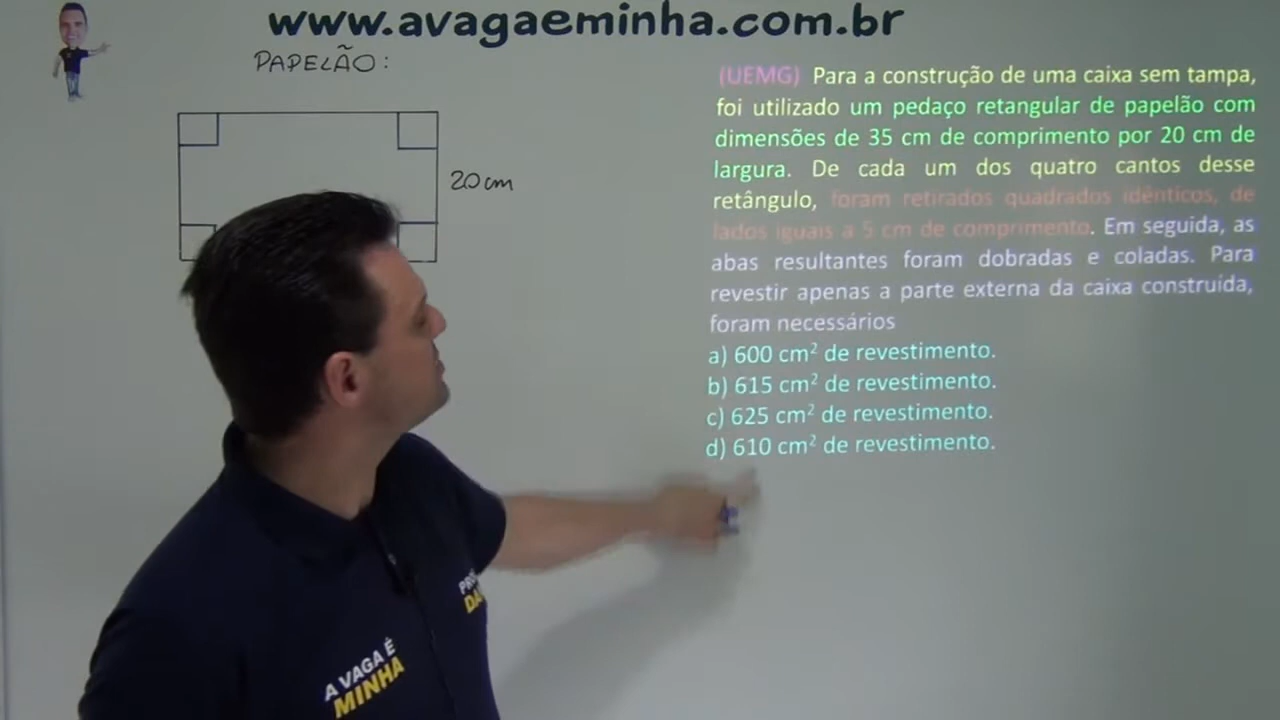 www.avagaeminha.com.br
PAPELÃO:
20cm
(UEMG) Para a construção de uma caixa sem tampa,
foi utilizado um pedaço retangular de papelão com
dimensões de 35 cm de comprimento por 20 cm de
largura. De cada um dos quatro cantos desse
retângulo, foram retirados quadrados idênticos, de
lados iguais a 5 cm de comprimento. Em seguida, as
abas resultantes foram dobradas e coladas. Para
revestir apenas a parte externa da caixa construída,
foram necessários
a) 600 cm² de revestimento.
b) 615 cm² de revestimento.
c) 625 cm² de revestimento.
d) 610 cm² de revestimento.
A VAGA É
MINHA